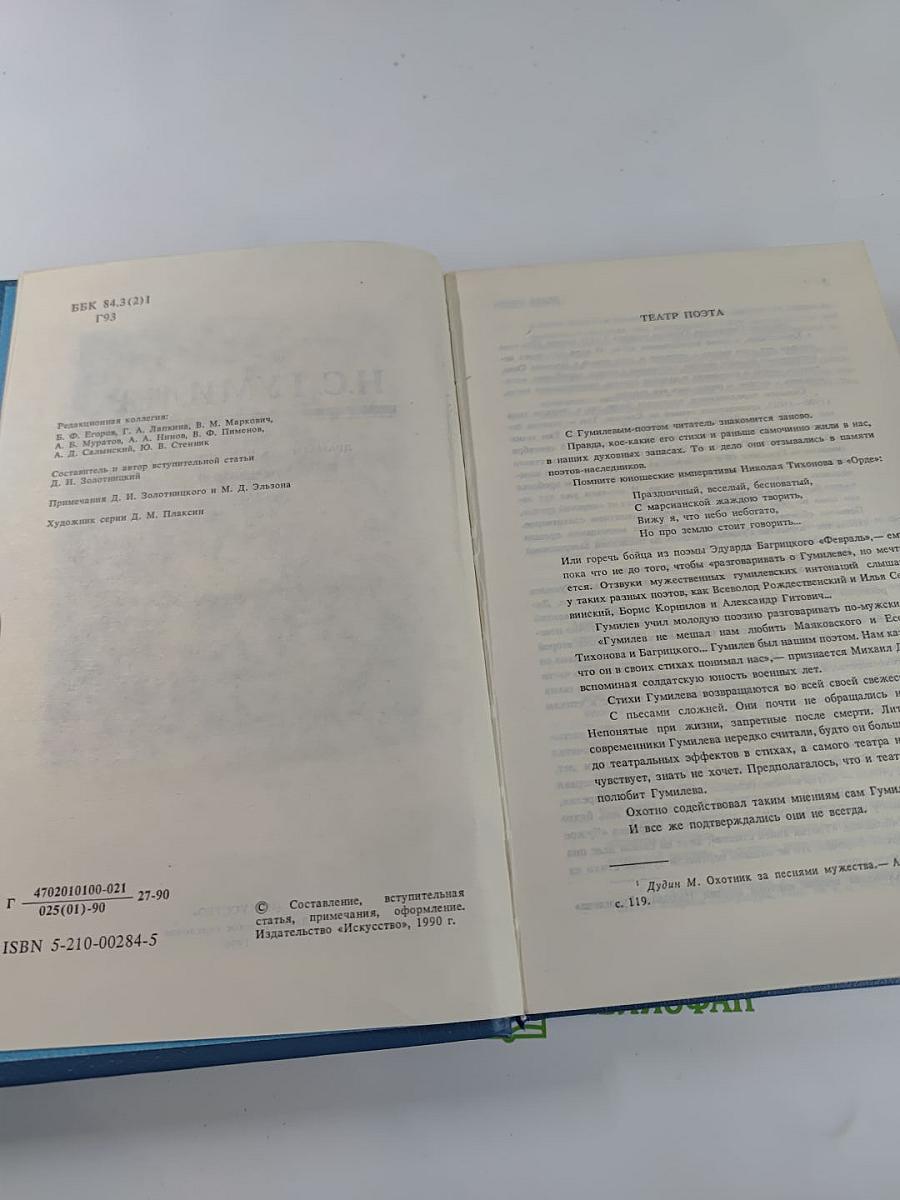 ББК 84.3(2)1
Г93
Редакционная коллегия:
Б. Ф. Егоров, Г. А. Лапкина, В. М. Маркович,
А. Б. Муратов, А. А. Нинов, В. Ф. Пименов,
А. Д. Салынский, Ю. В. Стенник
Составитель и автор вступительной статьи
Д. И. Золотницкий
Примечания Д. И. Золотницкого и М. Д. Эльзона
Художник серии Д. М. Плаксин
Г 4702010100-021 27-90
025(01)-90
ISBN 5-210-00284-5
© Составление, вступительная
статья, примечания, оформление.
Издательство «Искусство», 1990 г.
ТЕАТР ПОЭТА
С Гумилевым-поэтом читатель знакомится заново.
Правда, кое-какие его стихи и раньше самочинно жили в нас,
в наших духовных запасах. То и дело они отзывались в памяти
поэтов-наследников.
Помните юношеские императивы Николая Тихонова в «Орде»:
Праздничный, веселый, бесноватый,
С марсианской жаждою творить,
Вижу я, что небо небогато,
Но про землю стоит говорить...
Или горечь бойца из поэмы Эдуарда Багрицкого «Февраль»,— ем
пока что не до того, чтобы «разговаривать о Гумилеве», но мечт
ется. Отзвуки мужественных гумилевских интонаций слыша
у таких разных поэтов, как Всеволод Рождественский и Илья Се
винский, Борис Корнилов и Александр Гитович...
Гумилев учил молодую поэзию разговаривать по-мужски
«Гумилев не мешал нам любить Маяковского и Есе
Тихонова и Багрицкого... Гумилев был нашим поэтом. Нам ка
что он в своих стихах понимал нас»,— признается Михаил Д
вспоминая солдатскую юность военных лет.
Стихи Гумилева возвращаются во всей своей свежес
С пьесами сложней. Они почти не обращались н
Непонятые при жизни, запретные после смерти. Лит
современники Гумилева нередко считали, будто он больш
до театральных эффектов в стихах, а самого театра н
чувствует, знать не хочет. Предполагалось, что и теат
полюбит Гумилева.
Охотно содействовал таким мнениям сам Гумил
И все же подтверждались они не всегда.
¹ Дудин М. Охотник за песнями мужества.— А
с. 119.